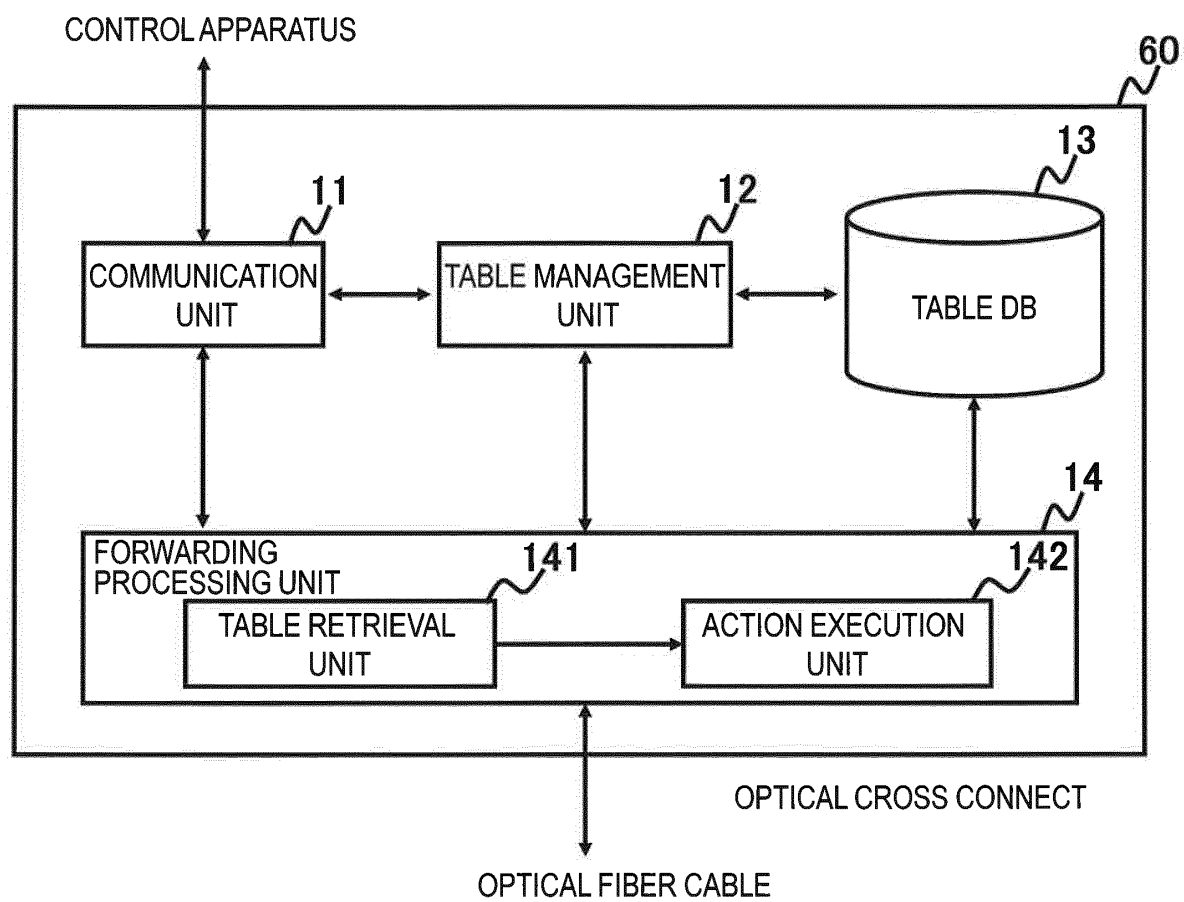 CONTROL APPARATUS
60
13
11
12
COMMUNICATION
UNIT
TABLE MANAGEMENT
UNIT
TABLE DB
14
FORWARDING
PROCESSING UNIT
141
142
TABLE RETRIEVAL
UNIT
ACTION EXECUTION
UNIT
OPTICAL CROSS CONNECT
OPTICAL FIBER CABLE